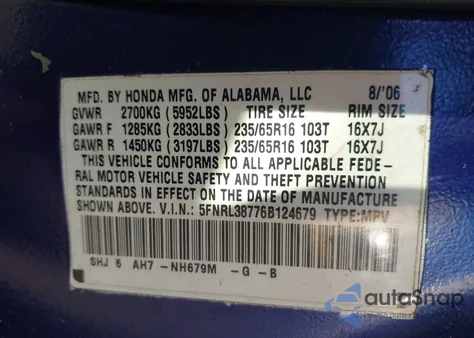 MFD. BY HONDA MFG. OF ALABAMA, LLC 8/'06
GVWR 2700KG (5952LBS) TIRE SIZE RIM SIZE
GAWR F 1285KG (2833LBS) 235/65R16 103T 16X7J
GAWR R 1450KG (3197LBS) 235/65R16 103T 16X7J
THIS VEHICLE CONFORMS TO ALL APPLICABLE FEDE-
RAL MOTOR VEHICLE SAFETY AND THEFT PREVENTION
STANDARDS IN EFFECT ON THE DATE OF MANUFACTURE
SHOWN ABOVE. V.I.N.: 5FNRL38776B124679 TYPE:MPV
SHJ 6 AH7 -NH679M -G -B
autoSnap